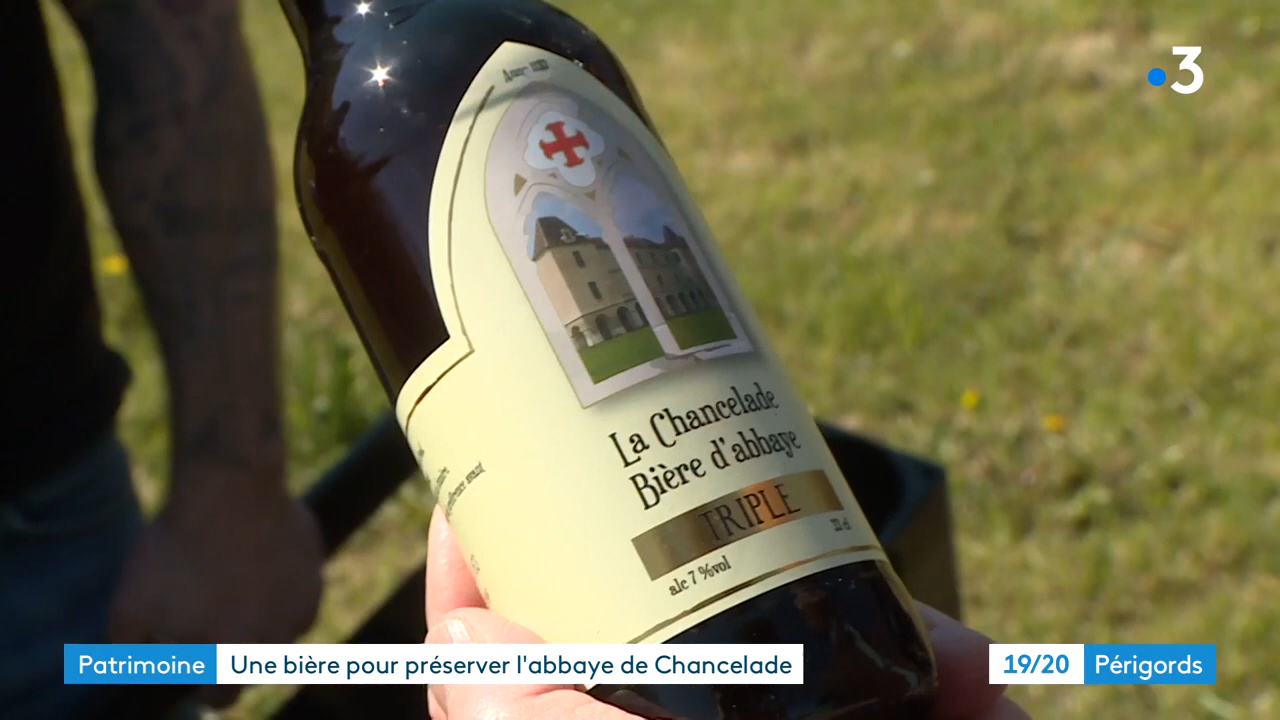 3
La Chancelade
Bière d'abbaye
TRIPLE
alc 7 %vol
Patrimoine
Une bière pour préserver l'abbaye de Chancelade
19/20
Périgords